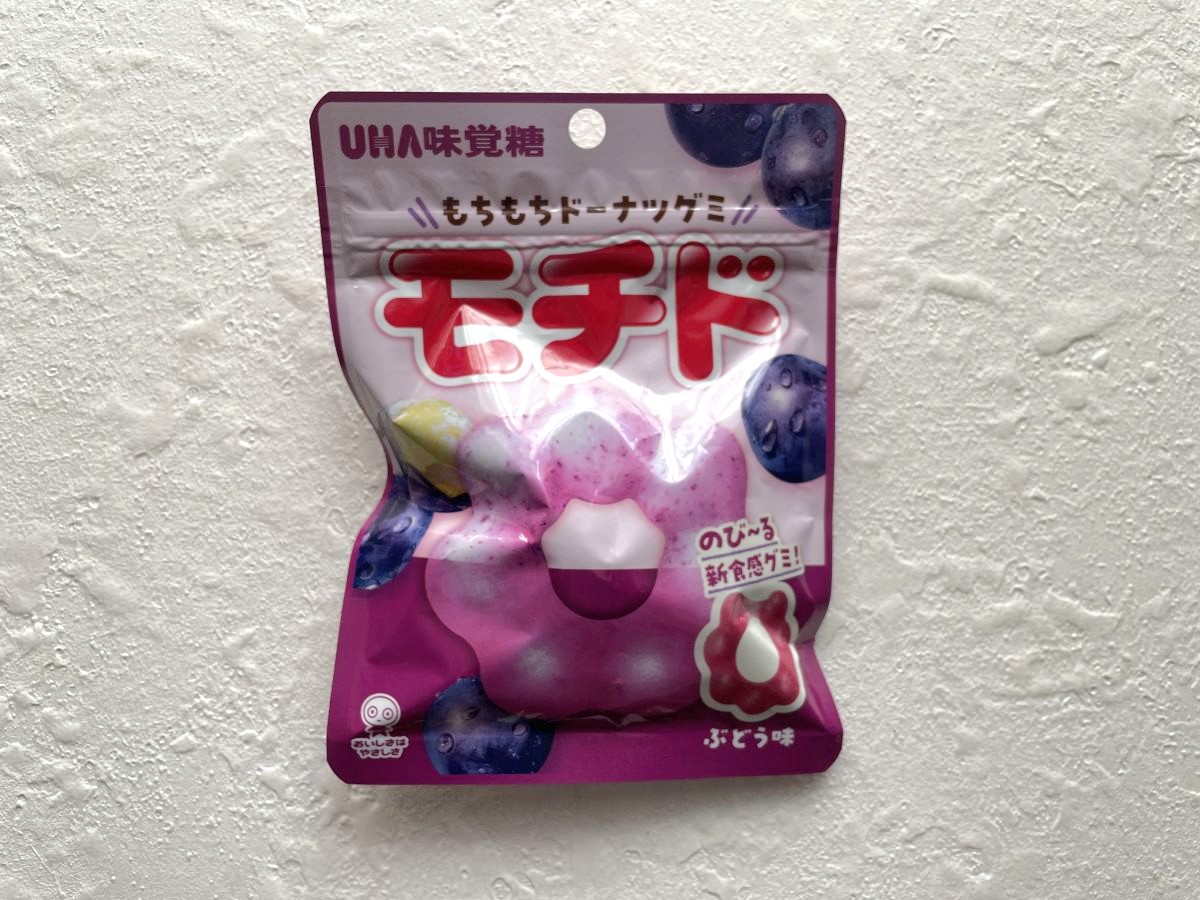 UHA味覚糖
もちもちドーナツグミ
モチド
のび~る
新食感グミ!
ぶどう味
おいしさは
やさしさ